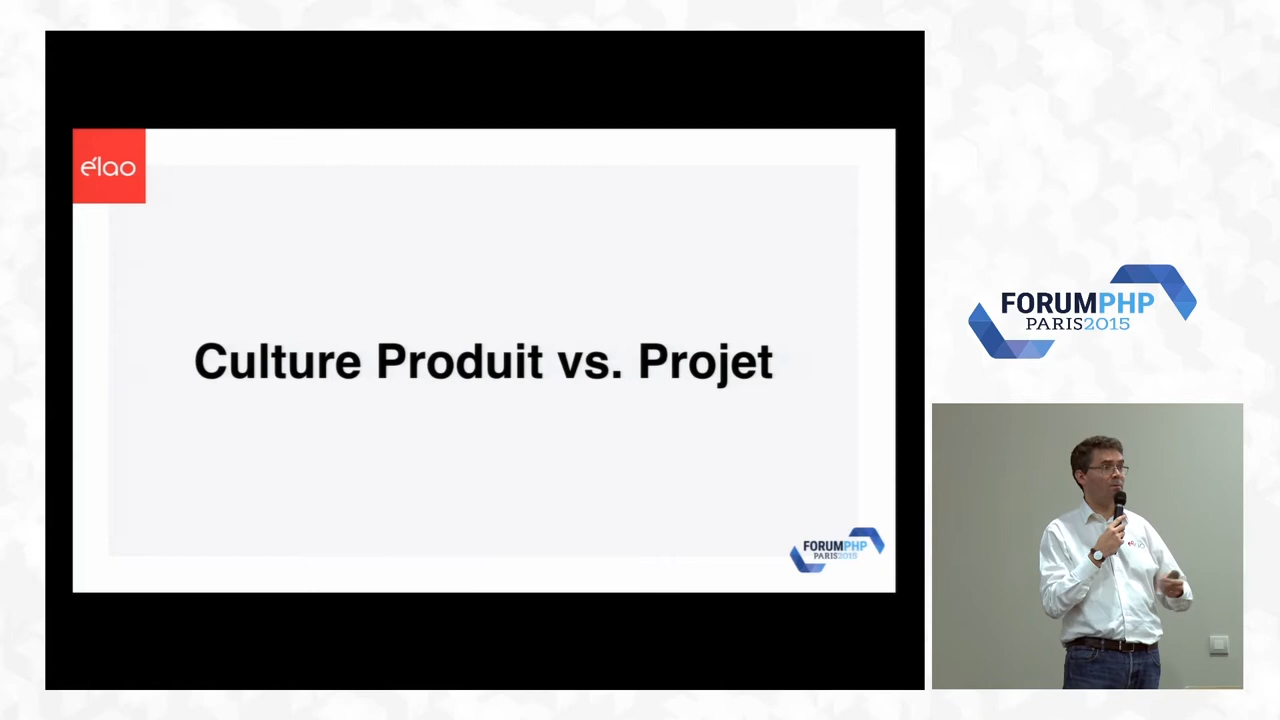 élao
Culture Produit vs. Projet
FORUMPHP
PARIS2015
FORUMPHP
PARIS2015